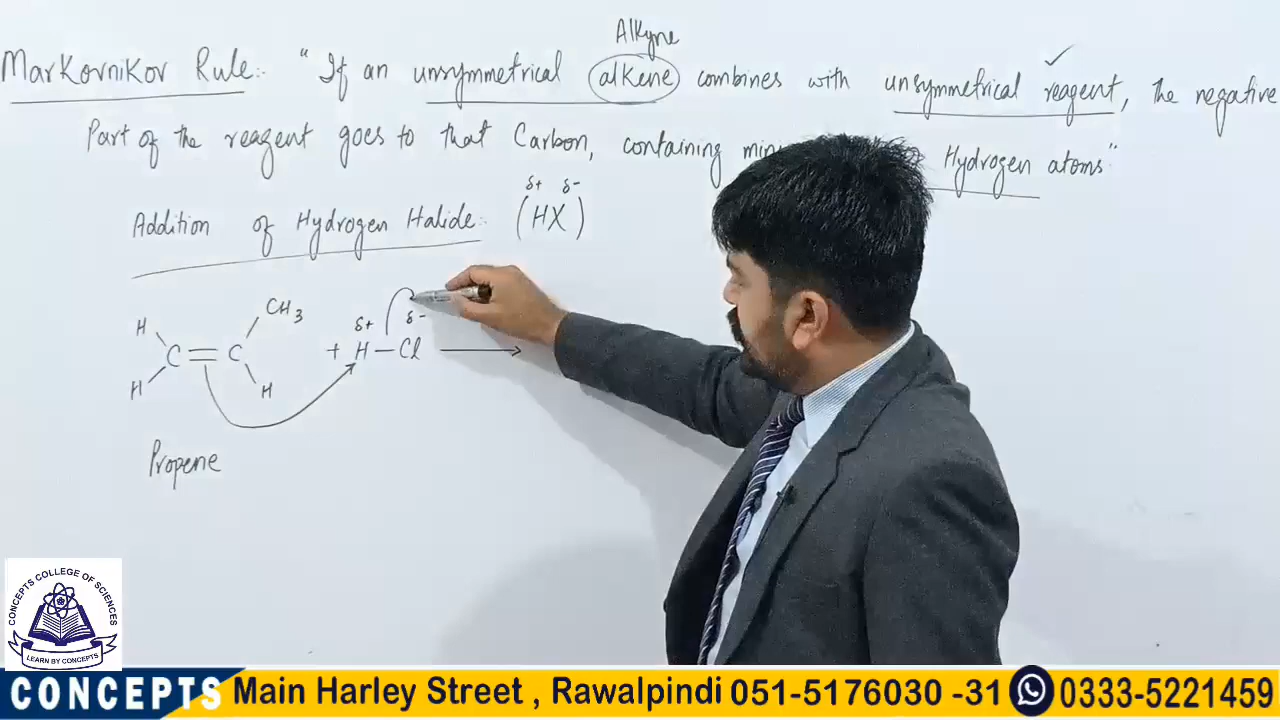 Alkyne
MarKovniKov Rule:- "If an unsymmetrical alkene combines with unsymmetrical reagent, the negative
Part of the reagent goes to that Carbon, containing Hydrogen atoms"
δ+ δ-
Addition of Hydrogen Halide:- (HX)
H CH3
δ+ δ-
C = C + H - Cl
H H
Propene
CONCEPTS COLLEGE OF SCIENCES
LEARN BY CONCEPTS
CONCEPTS Main Harley Street , Rawalpindi 051-5176030 -31 0333-5221459